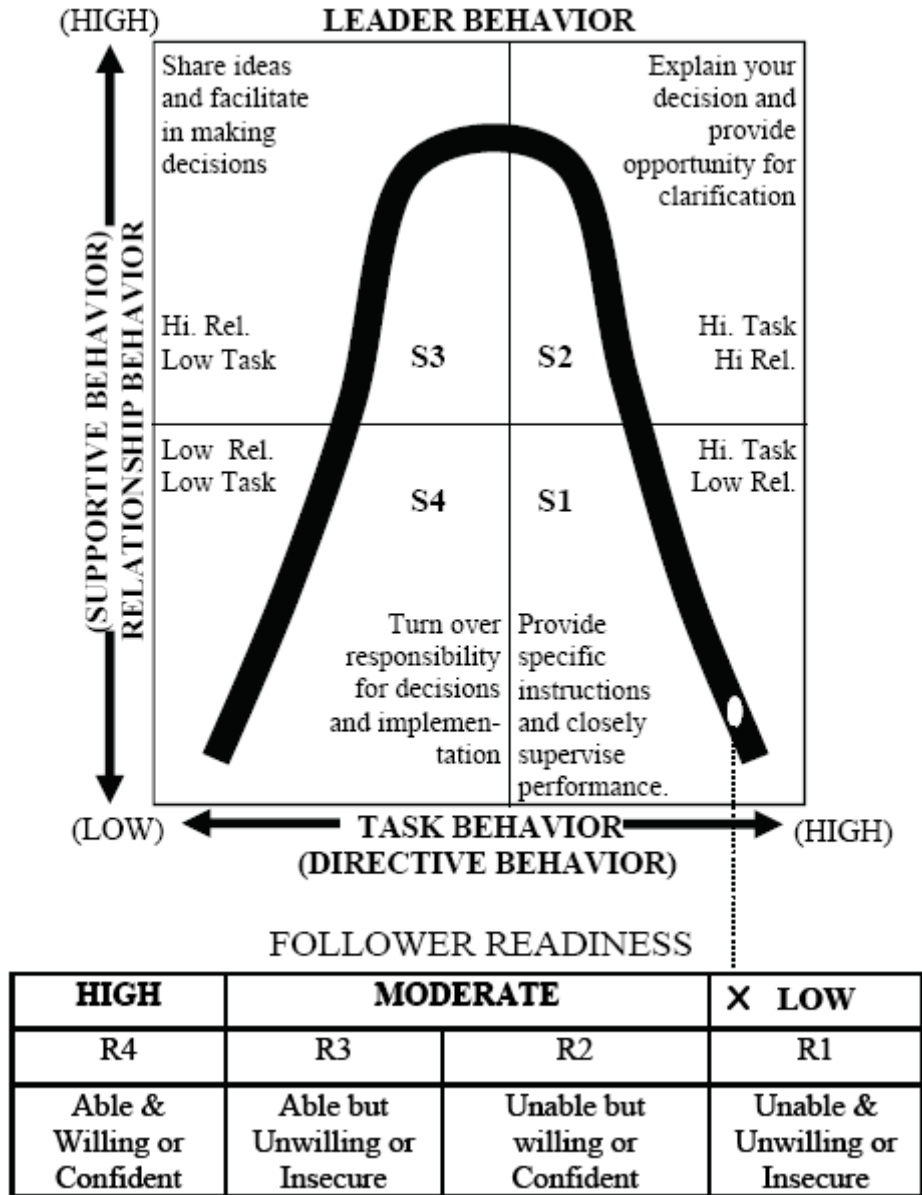 (HIGH)
LEADER BEHAVIOR
Share ideas
and facilitate
in making
decisions
Explain your
decision and
provide
opportunity for
clarification
(SUPPORTIVE BEHAVIOR)
RELATIONSHIP BEHAVIOR
Hi. Rel.
Low Task
S3
S2
Hi. Task
Hi Rel.
Low Rel.
Low Task
S4
S1
Hi. Task
Low Rel.
Turn over
responsibility
for decisions
and implemen-
tation
Provide
specific
instructions
and closely
supervise
performance.
(LOW)
TASK BEHAVIOR
(DIRECTIVE BEHAVIOR)
(HIGH)
FOLLOWER READINESS
HIGH
MODERATE
X LOW
R4
R3
R2
R1
Able &
Willing or
Confident
Able but
Unwilling or
Insecure
Unable but
willing or
Confident
Unable &
Unwilling or
Insecure